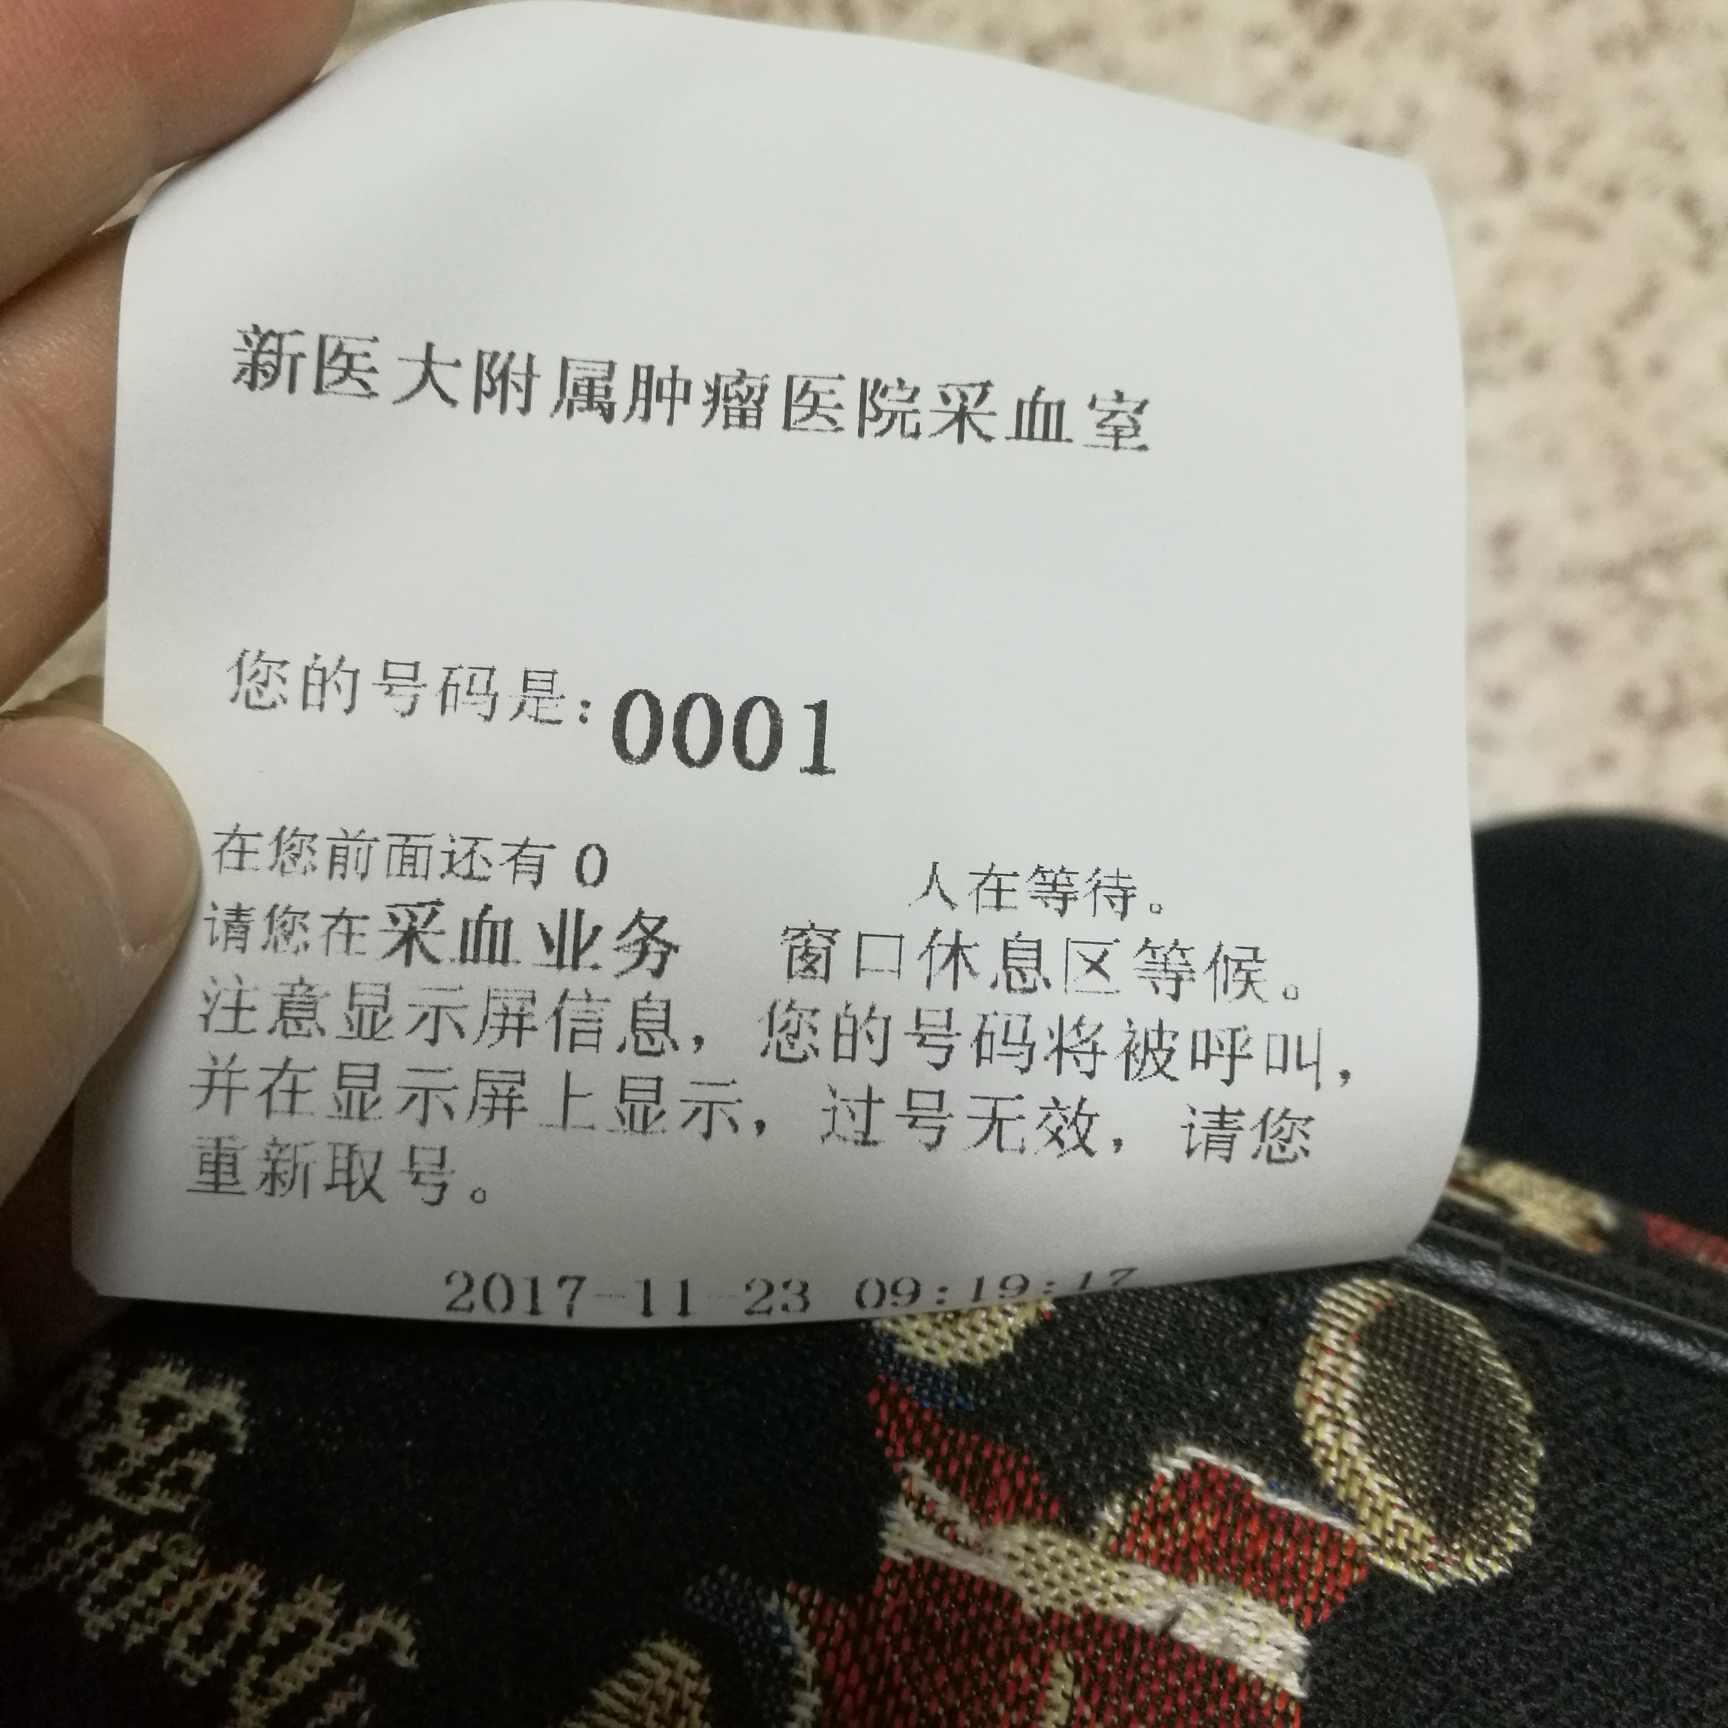 新医大附属肿瘤医院采血室
您的号码是:0001
在您前面还有 0 人在等待。
请您在采血业务 窗口休息区等候。
注意显示屏信息，您的号码将被呼叫，
并在显示屏上显示，过号无效，请您
重新取号。
2017-11-23 09:19:17